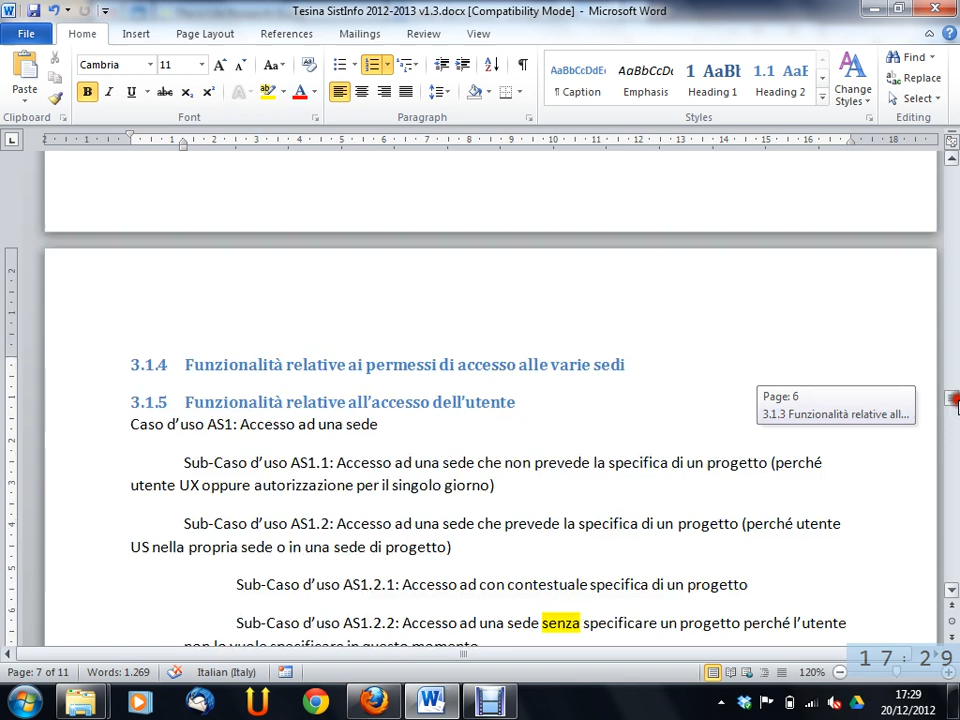 Tesina SistInfo 2012-2013 v1.3.docx [Compatibility Mode] - Microsoft Word
File Home Insert Page Layout References Mailings Review View
Paste
Cambria 11
Clipboard Font Paragraph Styles Editing
AaBbCcDdE AaBbCcDc 1 AaBb 1.1 AaE
¶ Caption Emphasis Heading 1 Heading 2
Change Styles
Find
Replace
Select
3.1.4 Funzionalità relative ai permessi di accesso alle varie sedi
3.1.5 Funzionalità relative all'accesso dell'utente
Page: 6
3.1.3 Funzionalità relative all...
Caso d'uso AS1: Accesso ad una sede
Sub-Caso d'uso AS1.1: Accesso ad una sede che non prevede la specifica di un progetto (perché
utente UX oppure autorizzazione per il singolo giorno)
Sub-Caso d'uso AS1.2: Accesso ad una sede che prevede la specifica di un progetto (perché utente
US nella propria sede o in una sede di progetto)
Sub-Caso d'uso AS1.2.1: Accesso ad con contestuale specifica di un progetto
Sub-Caso d'uso AS1.2.2: Accesso ad una sede senza specificare un progetto perché l'utente
non lo vuole specificare in questo momento
Page: 7 of 11 Words: 1.269 Italian (Italy) 120%
17:29
17:29
20/12/2012